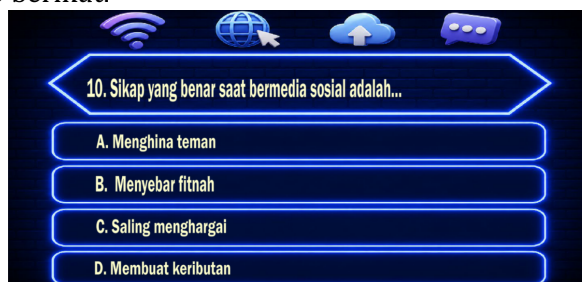 10. Sikap yang benar saat bermedia sosial adalah...
A. Menghina teman
B. Menyebar fitnah
C. Saling menghargai
D. Membuat keributan